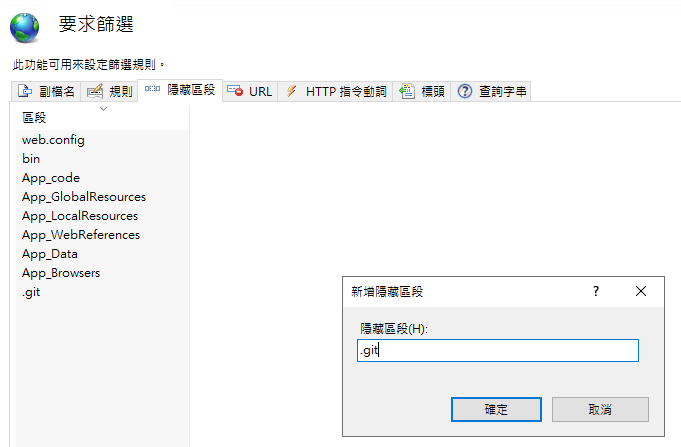 要求篩選
此功能可用來設定篩選規則。
副檔名 規則 隱藏區段 URL HTTP 指令動詞 標頭 查詢字串
區段
web.config
bin
App_code
App_GlobalResources
App_LocalResources
App_WebReferences
App_Data
App_Browsers
.git
新增隱藏區段 ?
隱藏區段(H):
.git
確定 取消